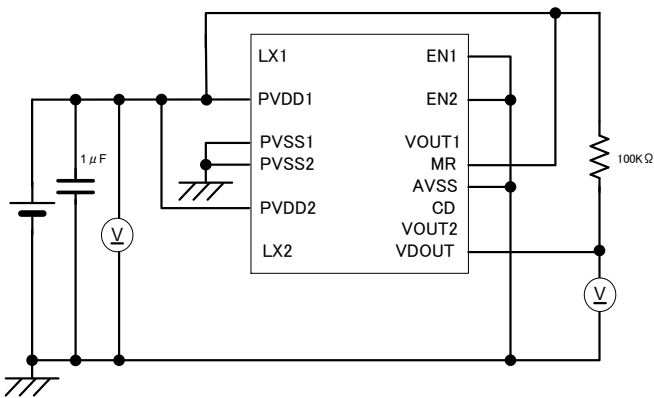 LX1
EN1
PVDD1
EN2
PVSS1
VOUT1
1μF
PVSS2
MR
100KΩ
AVSS
PVDD2
CD
VOUT2
V
LX2
VDOUT
V